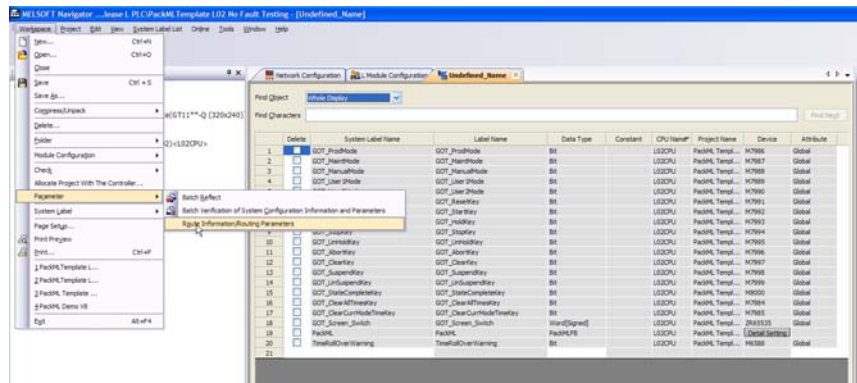 MELSOFT Navigator ....lease L PLC\PackMLTemplate L02 No Fault Testing - [Undefined_Name]
Workspace Project Edit View System Label List Online Tools Window Help
New... Ctrl+N
Open... Ctrl+O
Close
Save Ctrl + S
Save As...
Compress/Unpack
Delete...
Folder
Module Configuration
Check
Allocate Project With The Controller...
Parameter
System Label
Page Setup...
Print Preview
Print... Ctrl+P
1 PackMLTemplate L...
2 PackMLTemplate L...
3 PackML Template ...
4 PackML Demo V8
Exit Alt+F4
Batch Reflect
Batch Verification of System Configuration Information and Parameters
Route Information/Routing Parameters
e(GT11**-Q (320x240)
2)<L02CPU>
Network Configuration L Module Configuration Undefined_Name
Find Object Whole Display
Find Characters Find Next
Delete System Label Name Label Name Data Type Constant CPU Name Project Name Device Attribute
1 GOT_ProdMode GOT_ProdMode Bit L02CPU PackML Templ... M7986 Global
2 GOT_MaintMode GOT_MaintMode Bit L02CPU PackML Templ... M7987 Global
3 GOT_ManualMode GOT_ManualMode Bit L02CPU PackML Templ... M7988 Global
4 GOT_User1Mode GOT_User1Mode Bit L02CPU PackML Templ... M7989 Global
GOT_User2Mode Bit L02CPU PackML Templ... M7990 Global
GOT_ResetKey Bit L02CPU PackML Templ... M7991 Global
GOT_StartKey Bit L02CPU PackML Templ... M7992 Global
GOT_HoldKey Bit L02CPU PackML Templ... M7993 Global
9 GOT_StopKey GOT_StopKey Bit L02CPU PackML Templ... M7994 Global
10 GOT_UnHoldKey GOT_UnHoldKey Bit L02CPU PackML Templ... M7995 Global
11 GOT_AbortKey GOT_AbortKey Bit L02CPU PackML Templ... M7996 Global
12 GOT_ClearKey GOT_ClearKey Bit L02CPU PackML Templ... M7997 Global
13 GOT_SuspendKey GOT_SuspendKey Bit L02CPU PackML Templ... M7998 Global
14 GOT_UnSuspendKey GOT_UnSuspendKey Bit L02CPU PackML Templ... M7999 Global
15 GOT_StateCompleteKey GOT_StateCompleteKey Bit L02CPU PackML Templ... M8000 Global
16 GOT_ClearAllTimesKey GOT_ClearAllTimesKey Bit L02CPU PackML Templ... M7984 Global
17 GOT_ClearCurrModeTimeKey GOT_ClearCurrModeTimeKey Bit L02CPU PackML Templ... M7985 Global
18 GOT_Screen_Switch GOT_Screen_Switch Word[Signed] L02CPU PackML Templ... ZR65535 Global
19 PackML PackML PackMLFB L02CPU PackML Templ... Detail Setting Global
20 TimeRollOverWarning TimeRollOverWarning Bit L02CPU PackML Templ... M6588 Global
21